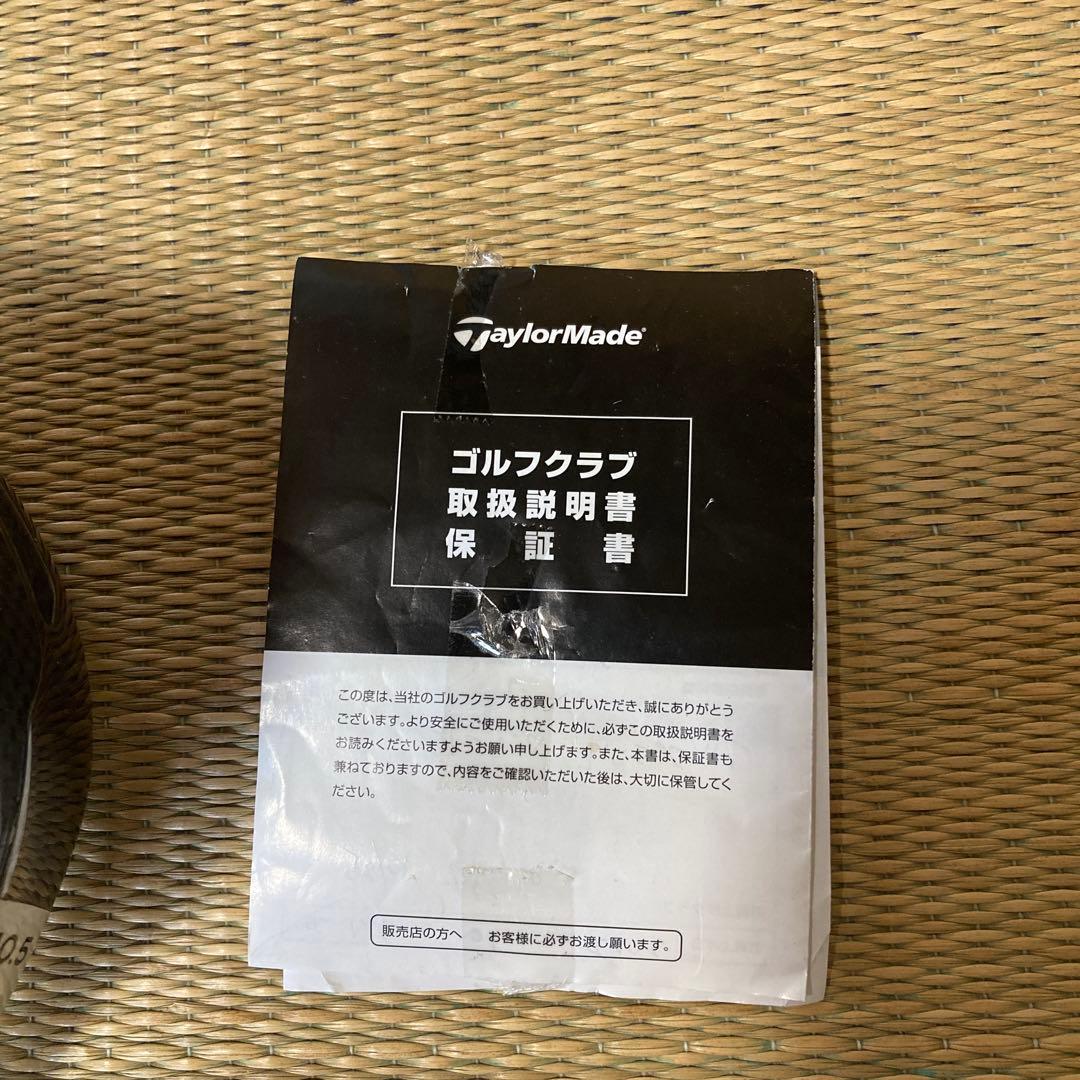 TaylorMade
ゴルフクラブ
取扱説明書
保証書
この度は、当社のゴルフクラブをお買い上げいただき、誠にありがとう
ございます。より安全にご使用いただくために、必ずこの取扱説明書を
お読みくださいますようお願い申し上げます。また、本書は、保証書も
兼ねておりますので、内容をご確認いただいた後は、大切に保管してく
ださい。
販売店の方へ お客様に必ずお渡し願います。
10.5